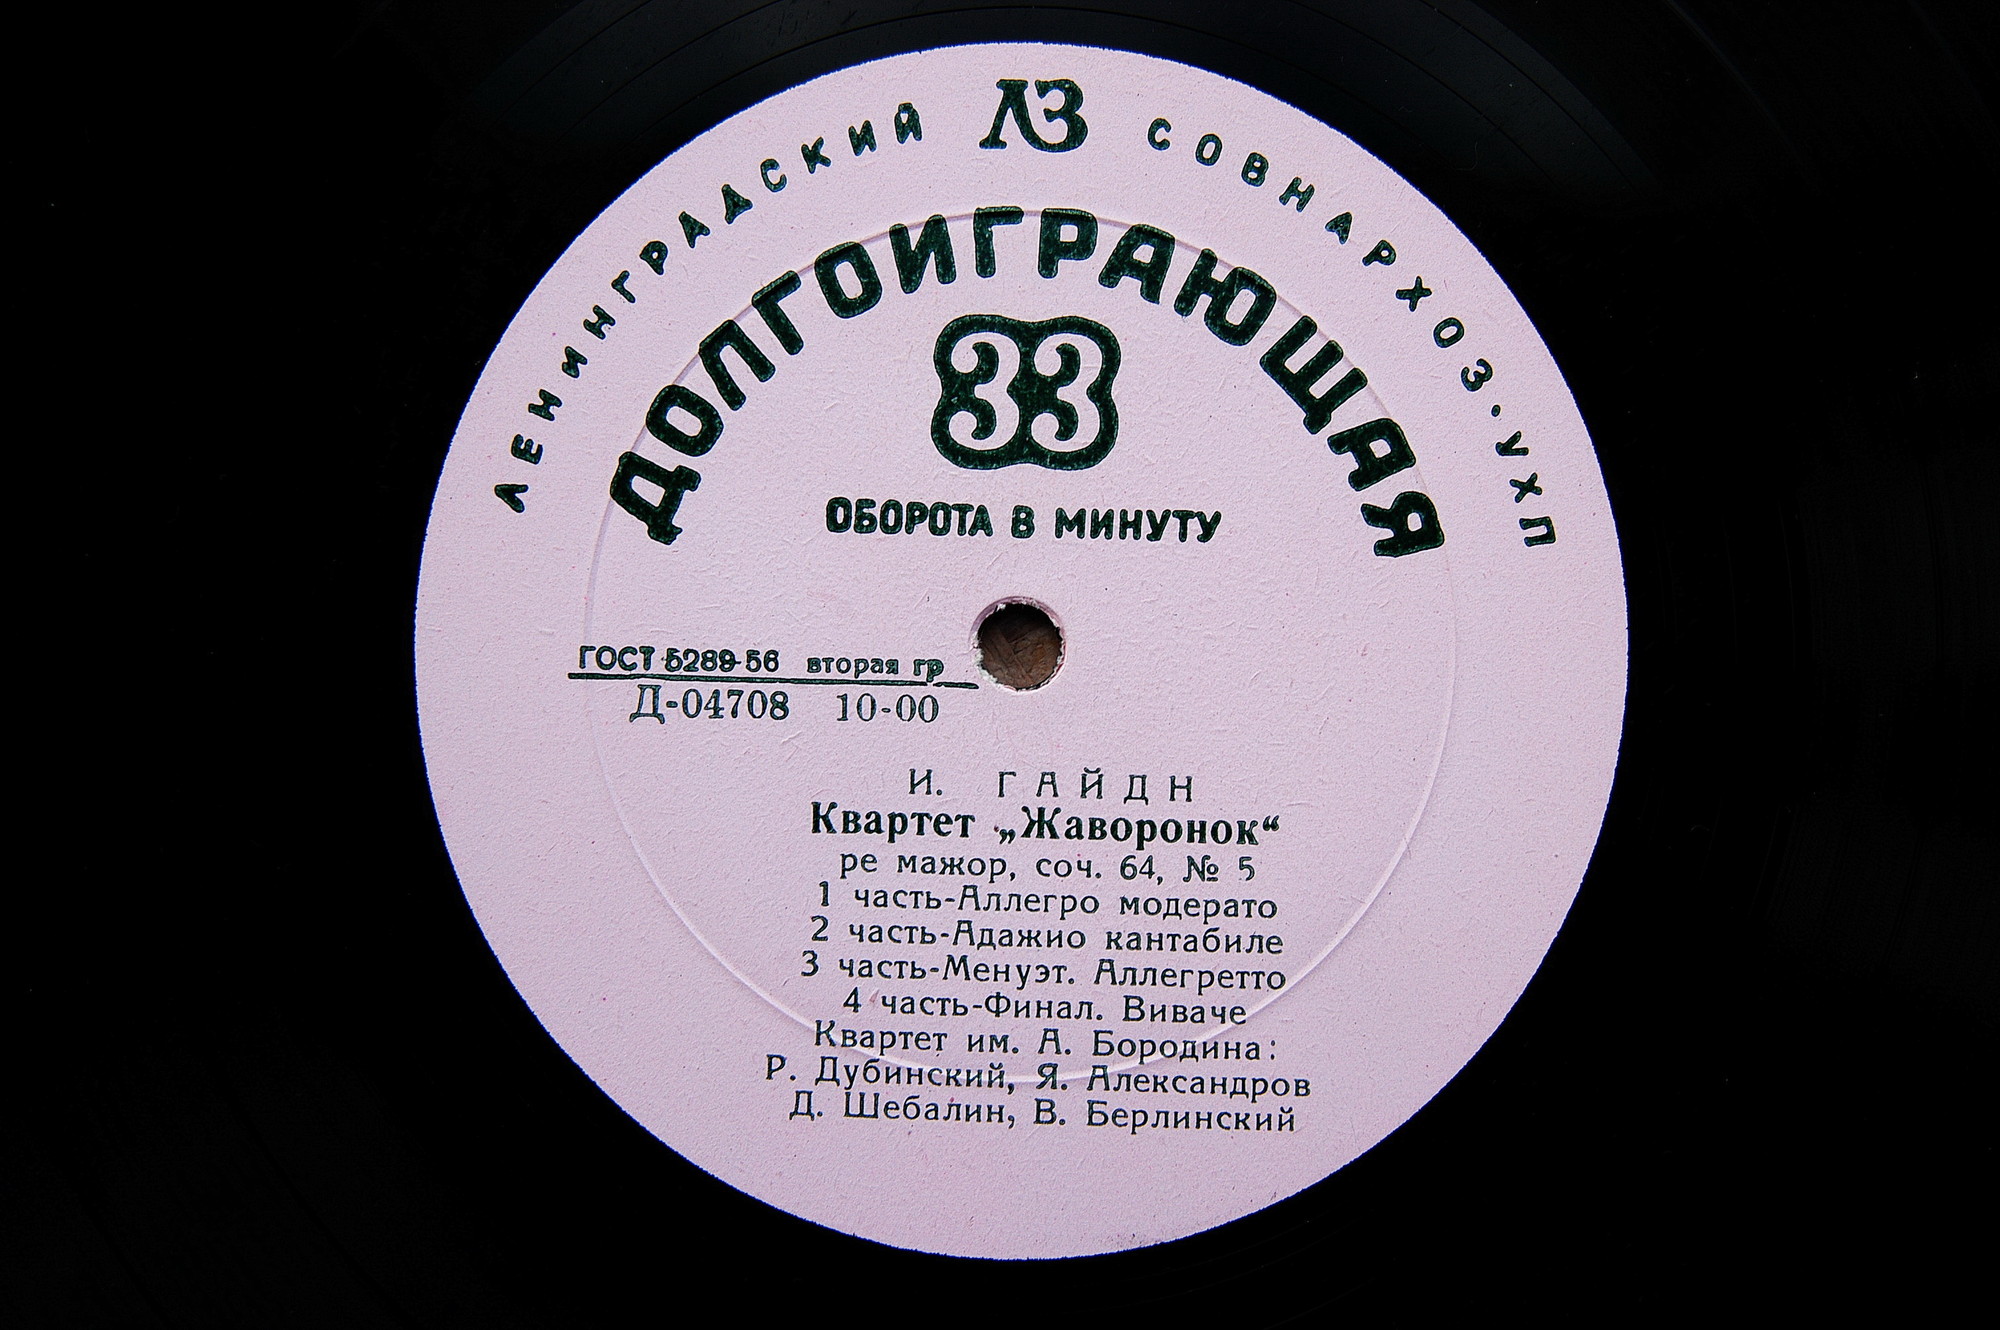 ЛЕНИНГРАДСКИЙ ЛЗ СОВНАРХОЗ·УХП
ДОЛГОИГРАЮЩАЯ
33
ОБОРОТА В МИНУТУ
ГОСТ 5289-56 вторая гр
Д-04708 10-00
И. ГАЙДН
Квартет „Жаворонок“
ре мажор, соч. 64, № 5
1 часть-Аллегро модерато
2 часть-Адажио кантабиле
3 часть-Менуэт. Аллегретто
4 часть-Финал. Виваче
Квартет им. А. Бородина:
Р. Дубинский, Я. Александров
Д. Шебалин, В. Берлинский